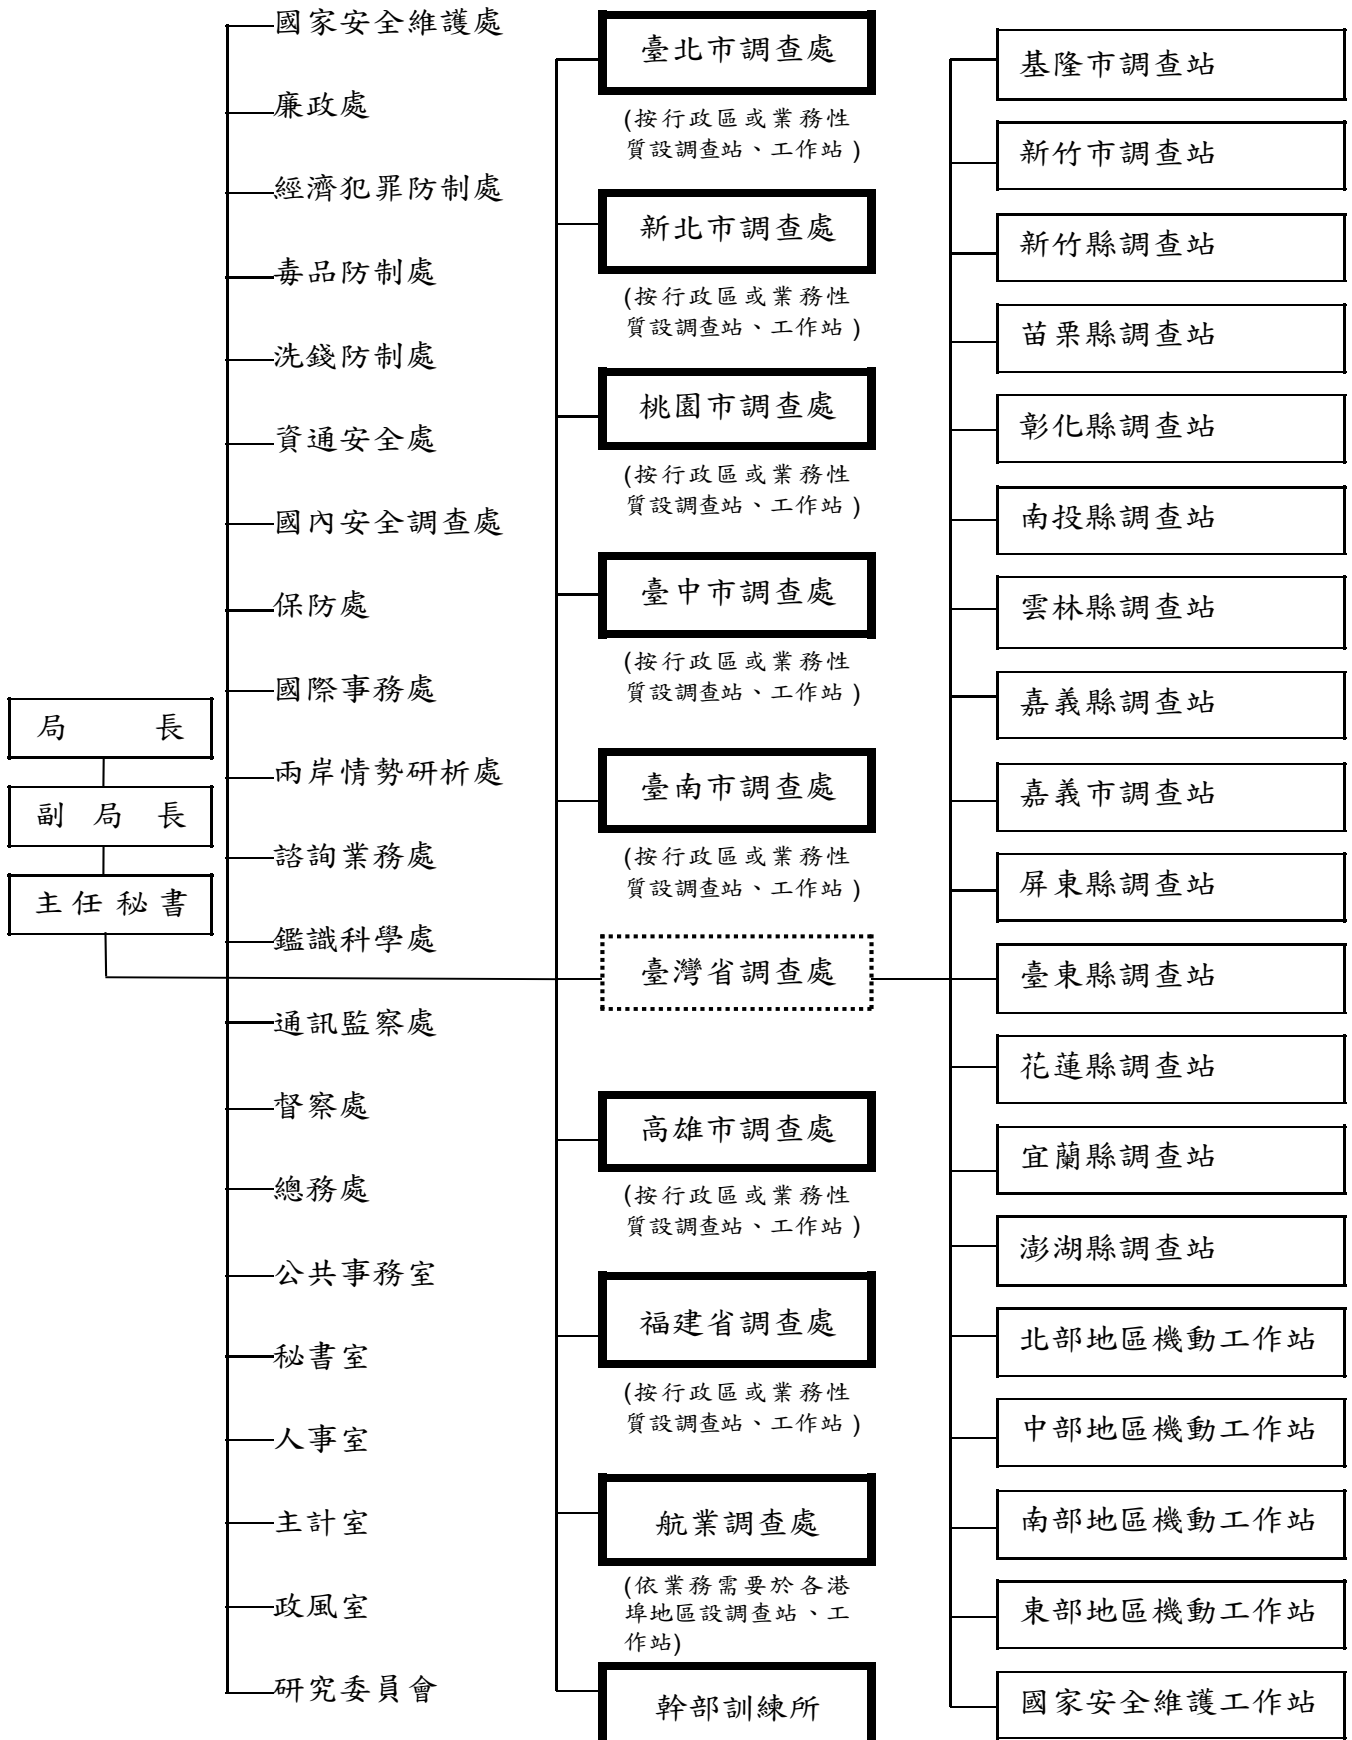 局 長
副 局 長
主任秘書
國家安全維護處
廉政處
經濟犯罪防制處
毒品防制處
洗錢防制處
資通安全處
國內安全調查處
保防處
國際事務處
兩岸情勢研析處
諮詢業務處
鑑識科學處
通訊監察處
督察處
總務處
公共事務室
秘書室
人事室
主計室
政風室
研究委員會
臺北市調查處
(按行政區或業務性
質設調查站、工作站)
新北市調查處
(按行政區或業務性
質設調查站、工作站)
桃園市調查處
(按行政區或業務性
質設調查站、工作站)
臺中市調查處
(按行政區或業務性
質設調查站、工作站)
臺南市調查處
(按行政區或業務性
質設調查站、工作站)
臺灣省調查處
高雄市調查處
(按行政區或業務性
質設調查站、工作站)
福建省調查處
(按行政區或業務性
質設調查站、工作站)
航業調查處
(依業務需要於各港
埠地區設調查站、工
作站)
幹部訓練所
基隆市調查站
新竹市調查站
新竹縣調查站
苗栗縣調查站
彰化縣調查站
南投縣調查站
雲林縣調查站
嘉義縣調查站
嘉義市調查站
屏東縣調查站
臺東縣調查站
花蓮縣調查站
宜蘭縣調查站
澎湖縣調查站
北部地區機動工作站
中部地區機動工作站
南部地區機動工作站
東部地區機動工作站
國家安全維護工作站